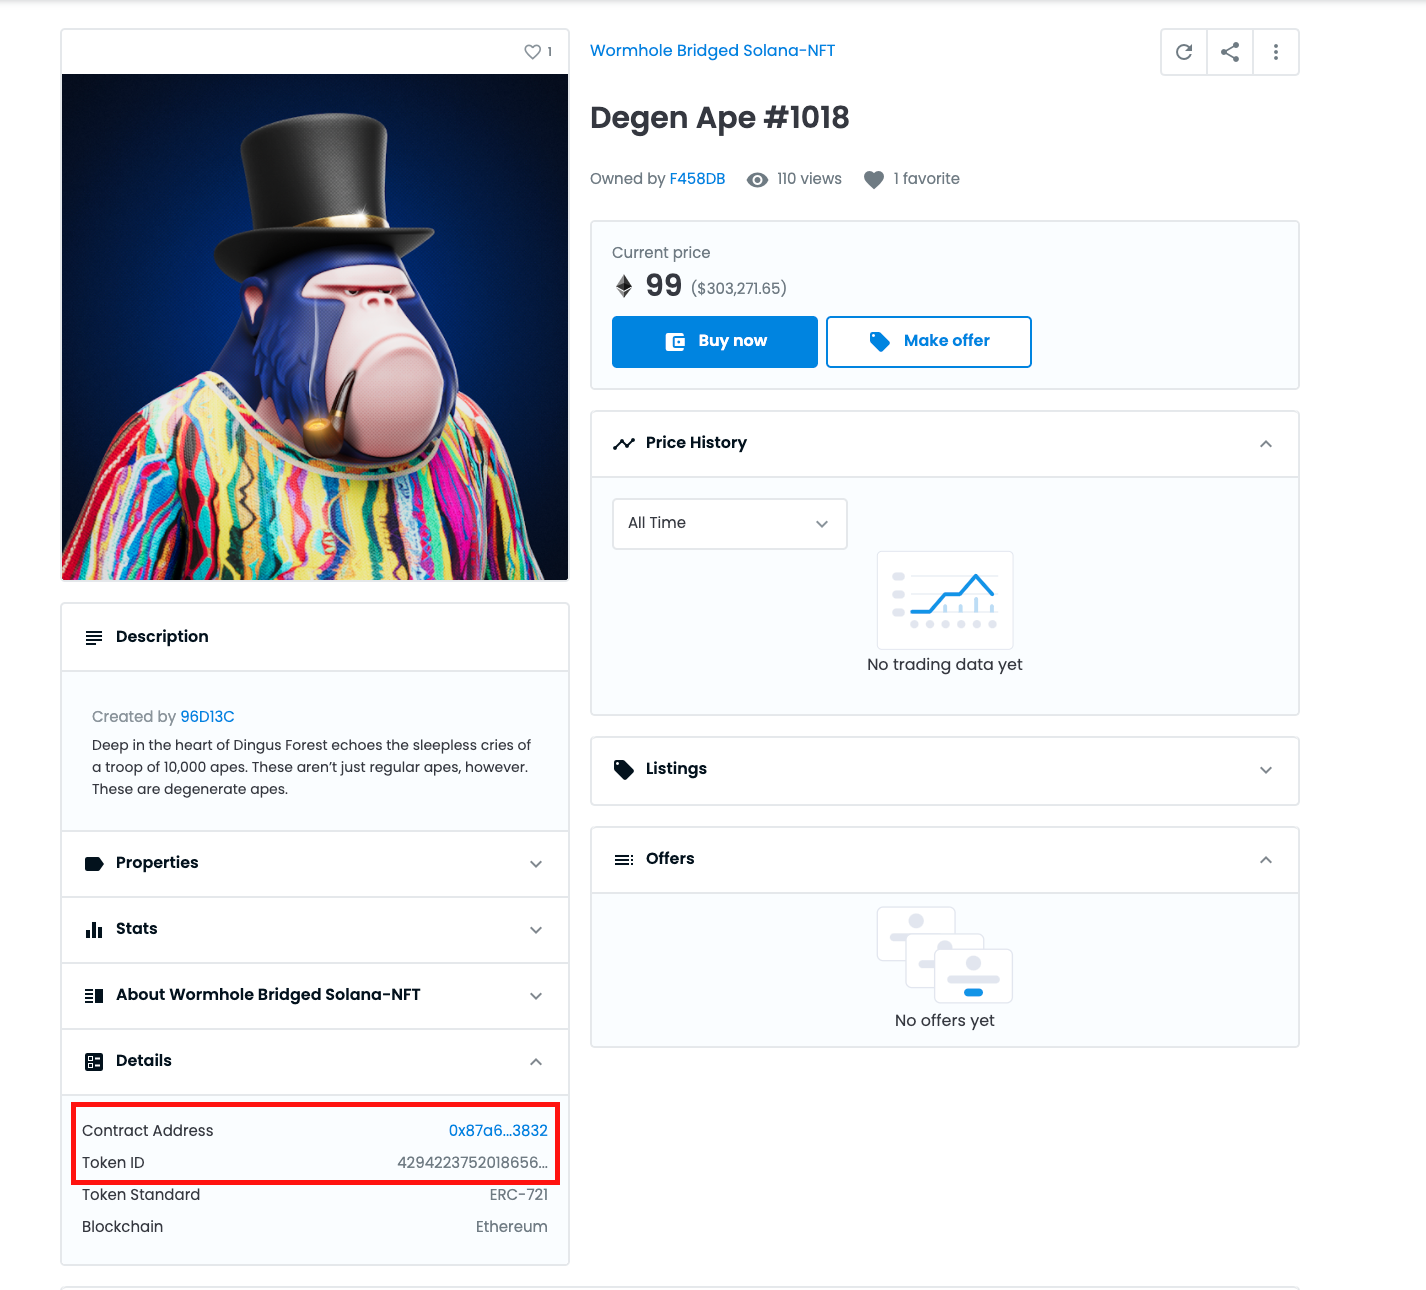 1
Wormhole Bridged Solana-NFT
Degen Ape #1018
Owned by F458DB 110 views 1 favorite
Current price
99 ($303,271.65)
Buy now
Make offer
Price History
All Time
No trading data yet
Listings
Offers
No offers yet
Description
Created by 96D13C
Deep in the heart of Dingus Forest echoes the sleepless cries of
a troop of 10,000 apes. These aren’t just regular apes, however.
These are degenerate apes.
Properties
Stats
About Wormhole Bridged Solana-NFT
Details
Contract Address 0x87a6...3832
Token ID 4294223752018656...
Token Standard ERC-721
Blockchain Ethereum